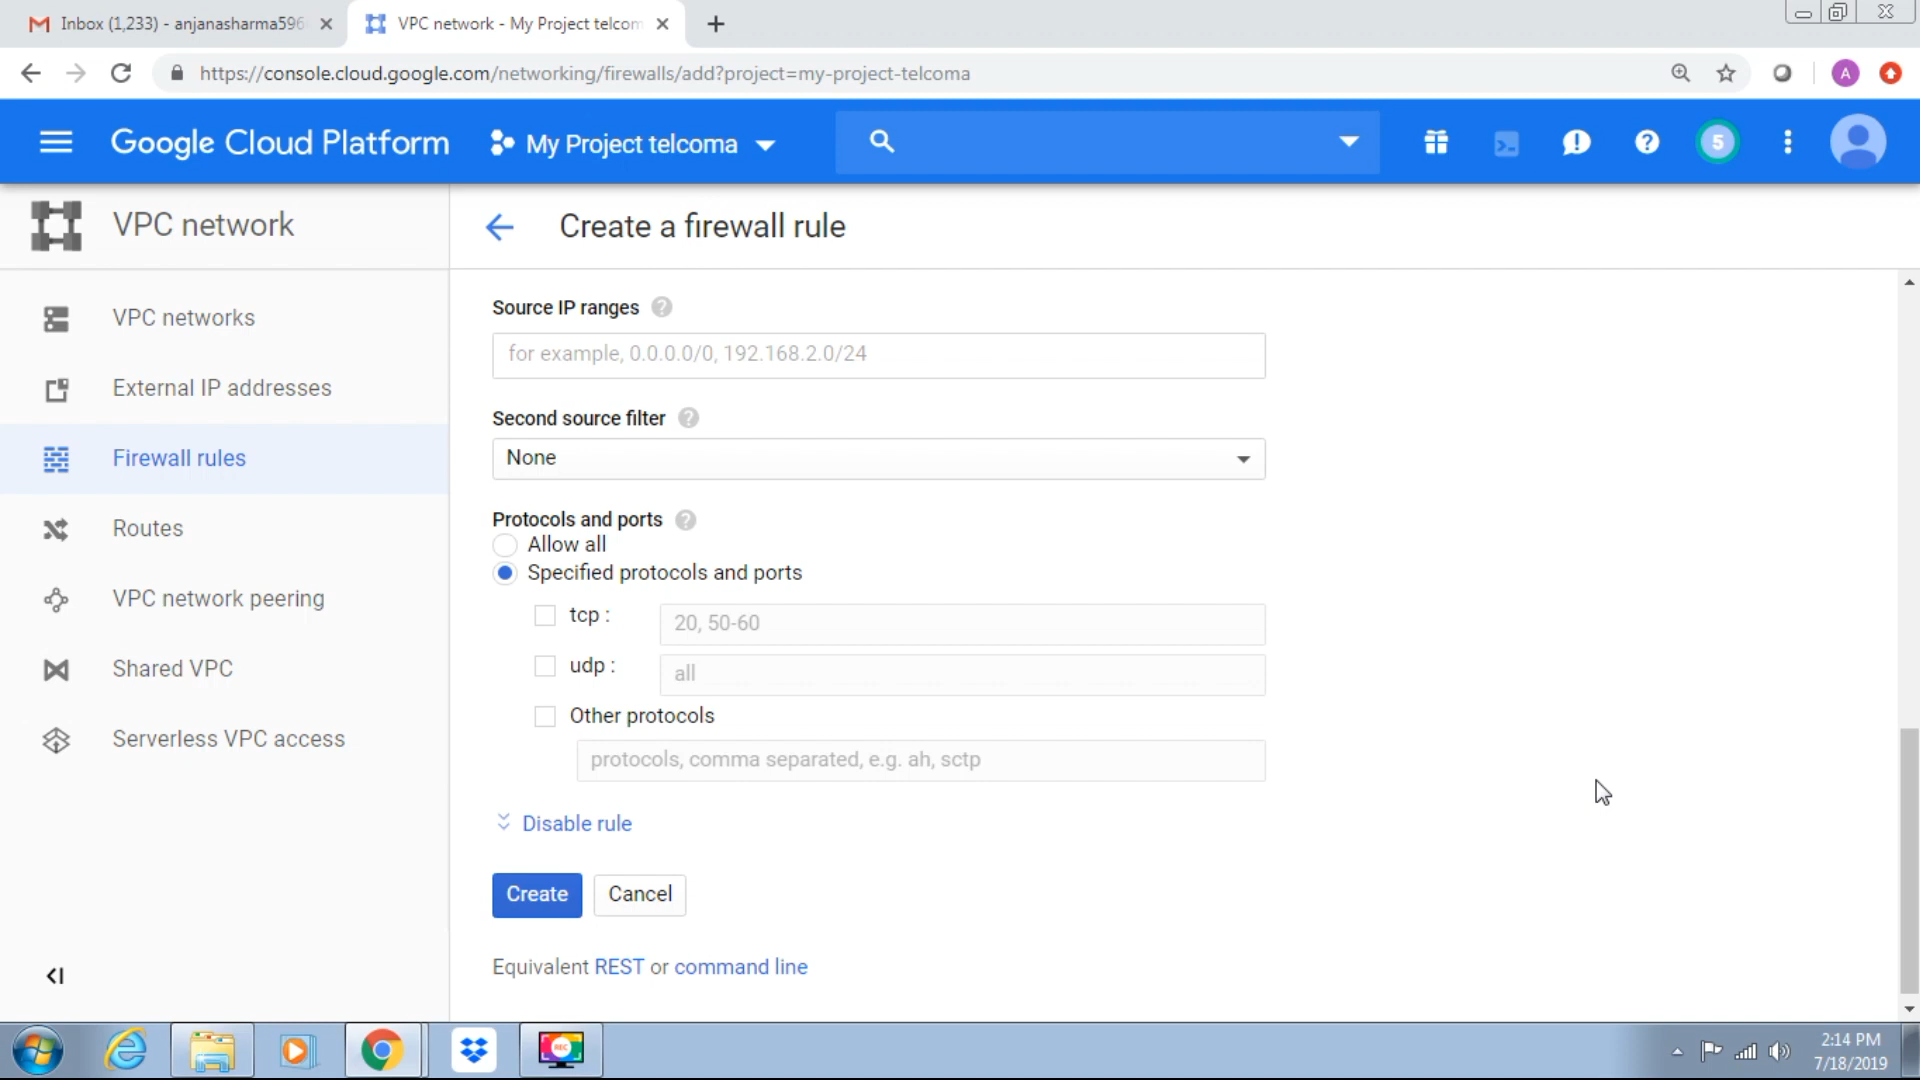 Inbox (1,233) - anjanasharma596
VPC network - My Project telcom
https://console.cloud.google.com/networking/firewalls/add?project=my-project-telcoma
A
Google Cloud Platform
My Project telcoma
5
VPC network
Create a firewall rule
VPC networks
External IP addresses
Firewall rules
Routes
VPC network peering
Shared VPC
Serverless VPC access
Source IP ranges
for example, 0.0.0.0/0, 192.168.2.0/24
Second source filter
None
Protocols and ports
Allow all
Specified protocols and ports
tcp :
20, 50-60
udp :
all
Other protocols
protocols, comma separated, e.g. ah, sctp
Disable rule
Create
Cancel
Equivalent REST or command line
REC
2:14 PM
7/18/2019